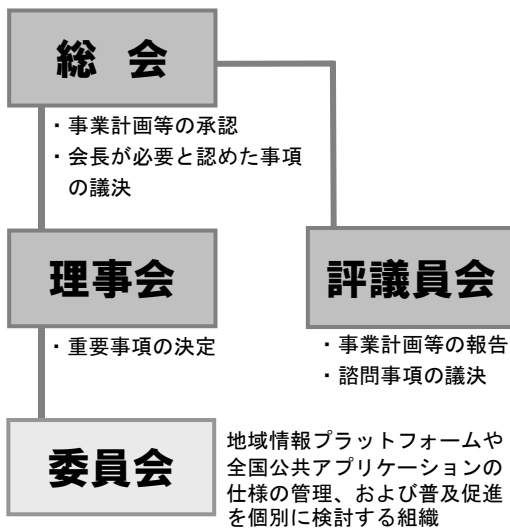 総 会
・事業計画等の承認
・会長が必要と認めた事項
の議決
理事会
・重要事項の決定
評議員会
・事業計画等の報告
・諮問事項の議決
委員会
地域情報プラットフォームや
全国公共アプリケーションの
仕様の管理、および普及促進
を個別に検討する組織